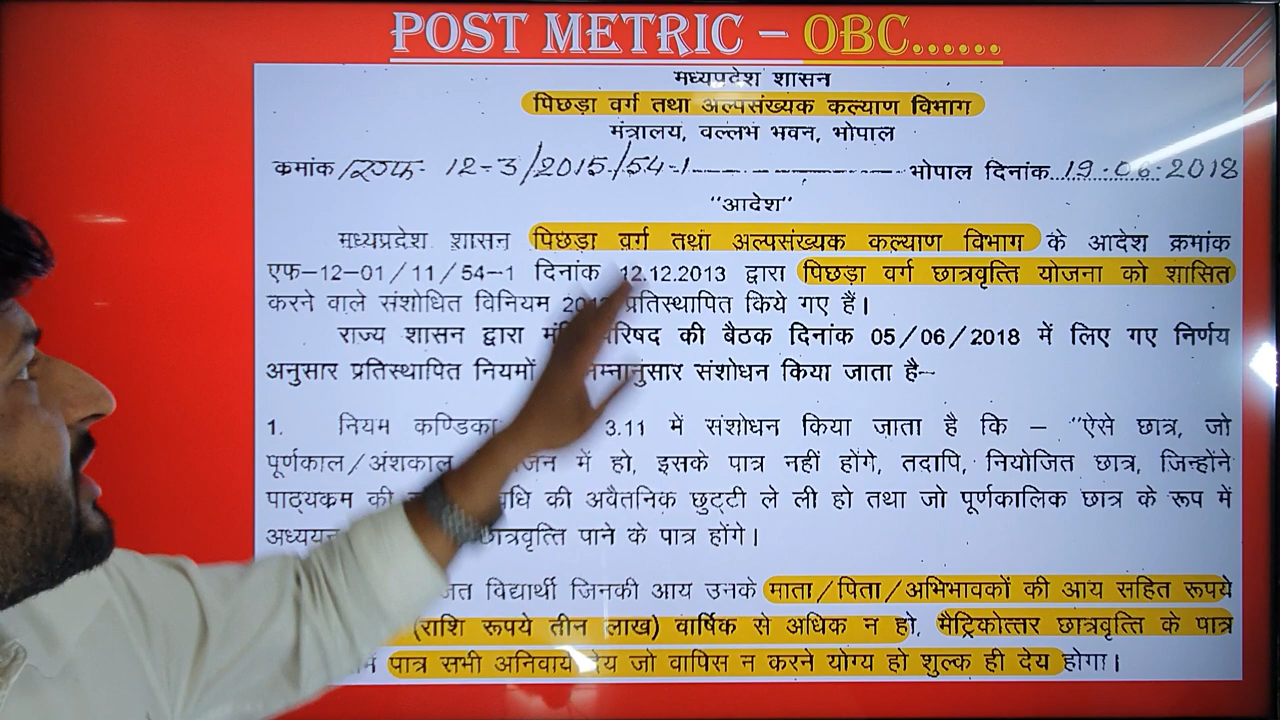 POST METRIC – OBC......
मध्यप्रदेश शासन
पिछड़ा वर्ग तथा अल्पसंख्यक कल्याण विभाग
मंत्रालय, वल्लभ भवन, भोपाल
क्रमांक/एफ- 12-3/2015/54-1---------------भोपाल दिनांक...19.06.2018
"आदेश"
मध्यप्रदेश शासन पिछड़ा वर्ग तथा अल्पसंख्यक कल्याण विभाग के आदेश क्रमांक
एफ–12–01/11/54–1 दिनांक 12.12.2013 द्वारा पिछड़ा वर्ग छात्रवृत्ति योजना को शासित
करने वाले संशोधित विनियम प्रतिस्थापित किये गए हैं।
राज्य शासन द्वारा की बैठक दिनांक 05/06/2018 में लिए गए निर्णय
अनुसार प्रतिस्थापित नियमों संशोधन किया जाता है–
1. नियम कण्डिका 3.11 में संशोधन किया जाता है कि – "ऐसे छात्र, जो
पूर्णकाल/अंशकाल में हो, इसके पात्र नहीं होंगे, तदापि, नियोजित छात्र, जिन्होंने
पाठ्यकम की की अवैतनिक छुट्टी ले ली हो तथा जो पूर्णकालिक छात्र के रूप में
पाने के पात्र होंगे।
विद्यार्थी जिनकी आय उनके माता/पिता/अभिभावकों की आय सहित रूपये
(राशि रूपये तीन लाख) वार्षिक से अधिक न हो, मैट्रिकोत्तर छात्रवृत्ति के पात्र
पात्र सभी अनिवार्य देय जो वापिस न करने योग्य हो शुल्क ही देय होगा।